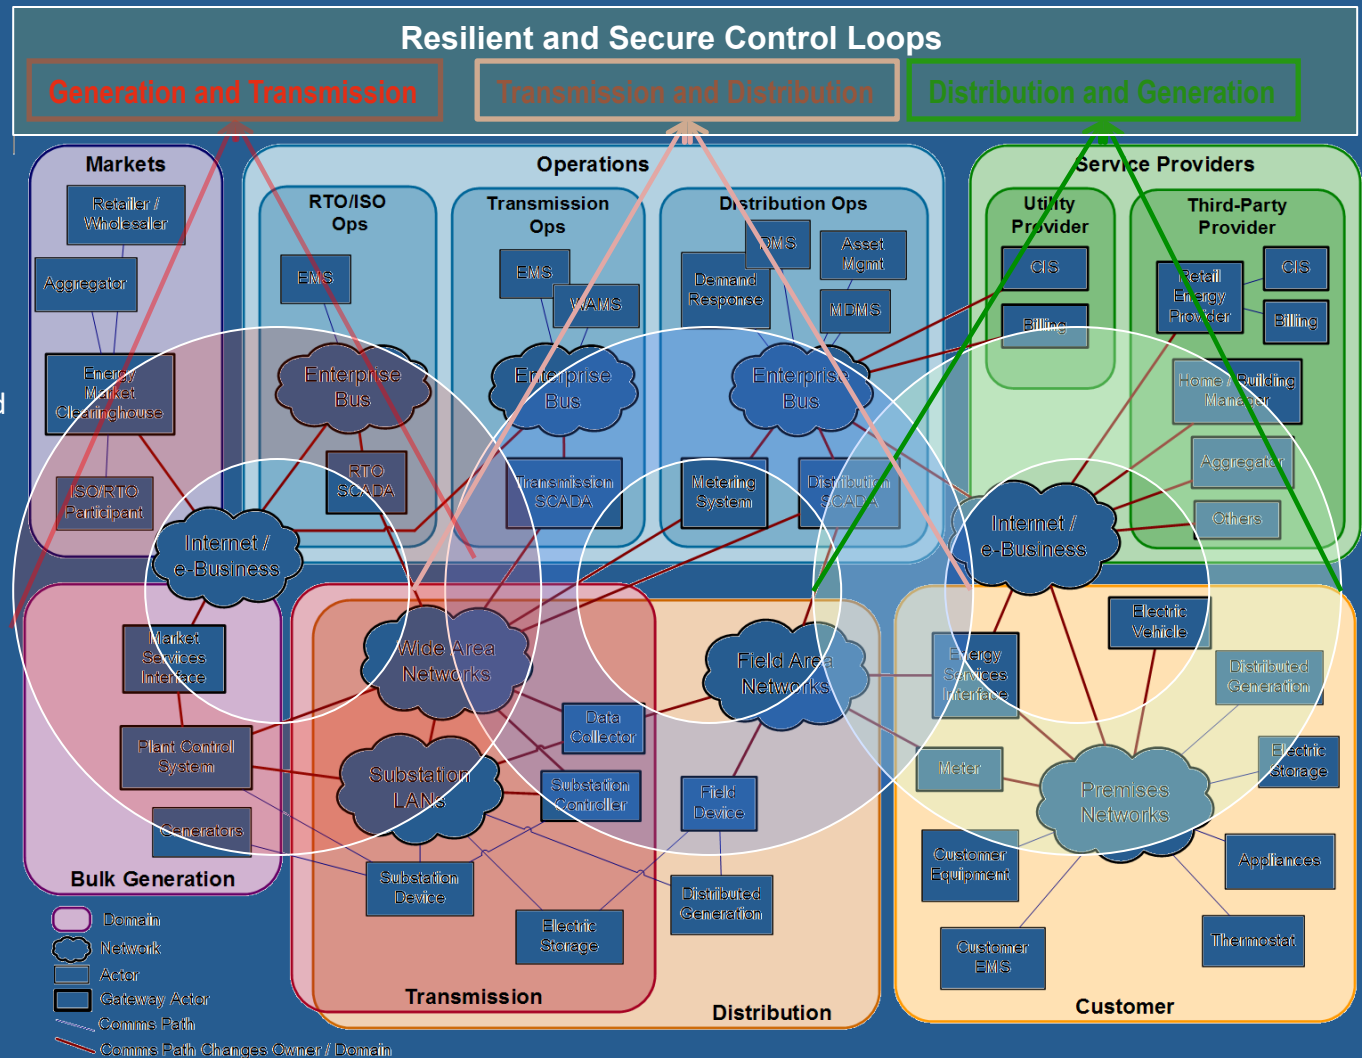 Resilient and Secure Control Loops
Generation and Transmission
Transmission and Distribution
Distribution and Generation
Markets
Retailer /
Wholesaler
Aggregator
Energy
Market
Clearinghouse
ISO/RTO
Participant
Operations
RTO/ISO
Ops
EMS
Enterprise
Bus
RTO
SCADA
Transmission
Ops
EMS
WAMS
Enterprise
Bus
Transmission
SCADA
Distribution Ops
DMS
Asset
Mgmt
Demand
Response
MDMS
Enterprise
Bus
Metering
System
Distribution
SCADA
Service Providers
Utility
Provider
CIS
Billing
Third-Party
Provider
Retail
Energy
Provider
CIS
Billing
Home / Building
Manager
Aggregator
Others
d
Internet /
e-Business
Internet /
e-Business
Market
Services
Interface
Plant Control
System
Generators
Bulk Generation
Wide Area
Networks
Substation
LANs
Data
Collector
Substation
Controller
Substation
Device
Electric
Storage
Transmission
Field Area
Networks
Field
Device
Distributed
Generation
Distribution
Energy
Services
Interface
Meter
Electric
Vehicle
Distributed
Generation
Electric
Storage
Premises
Networks
Customer
Equipment
Appliances
Customer
EMS
Thermostat
Customer
Domain
Network
Actor
Gateway Actor
Comms Path
Comms Path Changes Owner / Domain